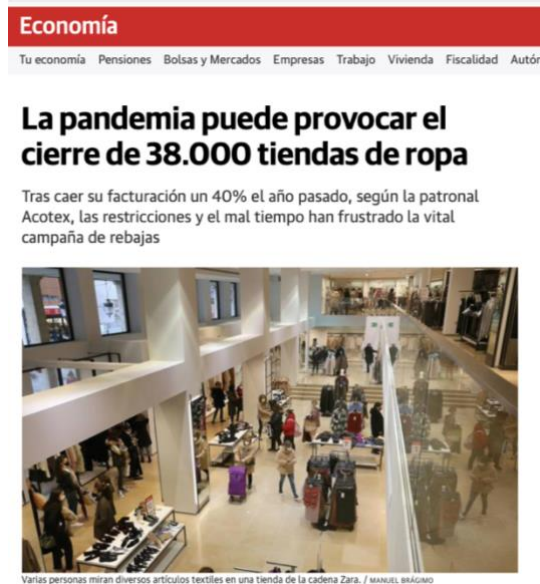 Economía
Tu economía Pensiones Bolsas y Mercados Empresas Trabajo Vivienda Fiscalidad
La pandemia puede provocar el
cierre de 38.000 tiendas de ropa
Tras caer su facturación un 40% el año pasado, según la patronal
Acotex, las restricciones y el mal tiempo han frustrado la vital
campaña de rebajas
Varias personas miran diversos artículos textiles en una tienda de la cadena Zara. / MANUEL BRÁGIMO